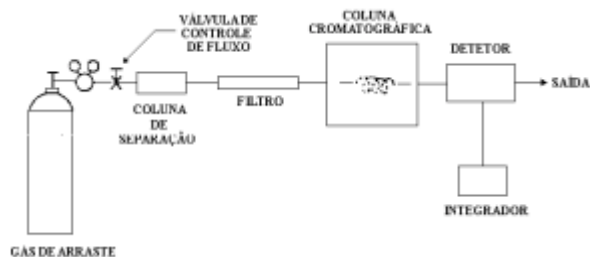 VÁLVULA DE
CONTROLE
DE FLUXO
COLUNA
CROMATOGRÁFICA
DETETOR
SAÍDA
FILTRO
COLUNA
DE
SEPARAÇÃO
INTEGRADOR
GÁS DE ARRASTE